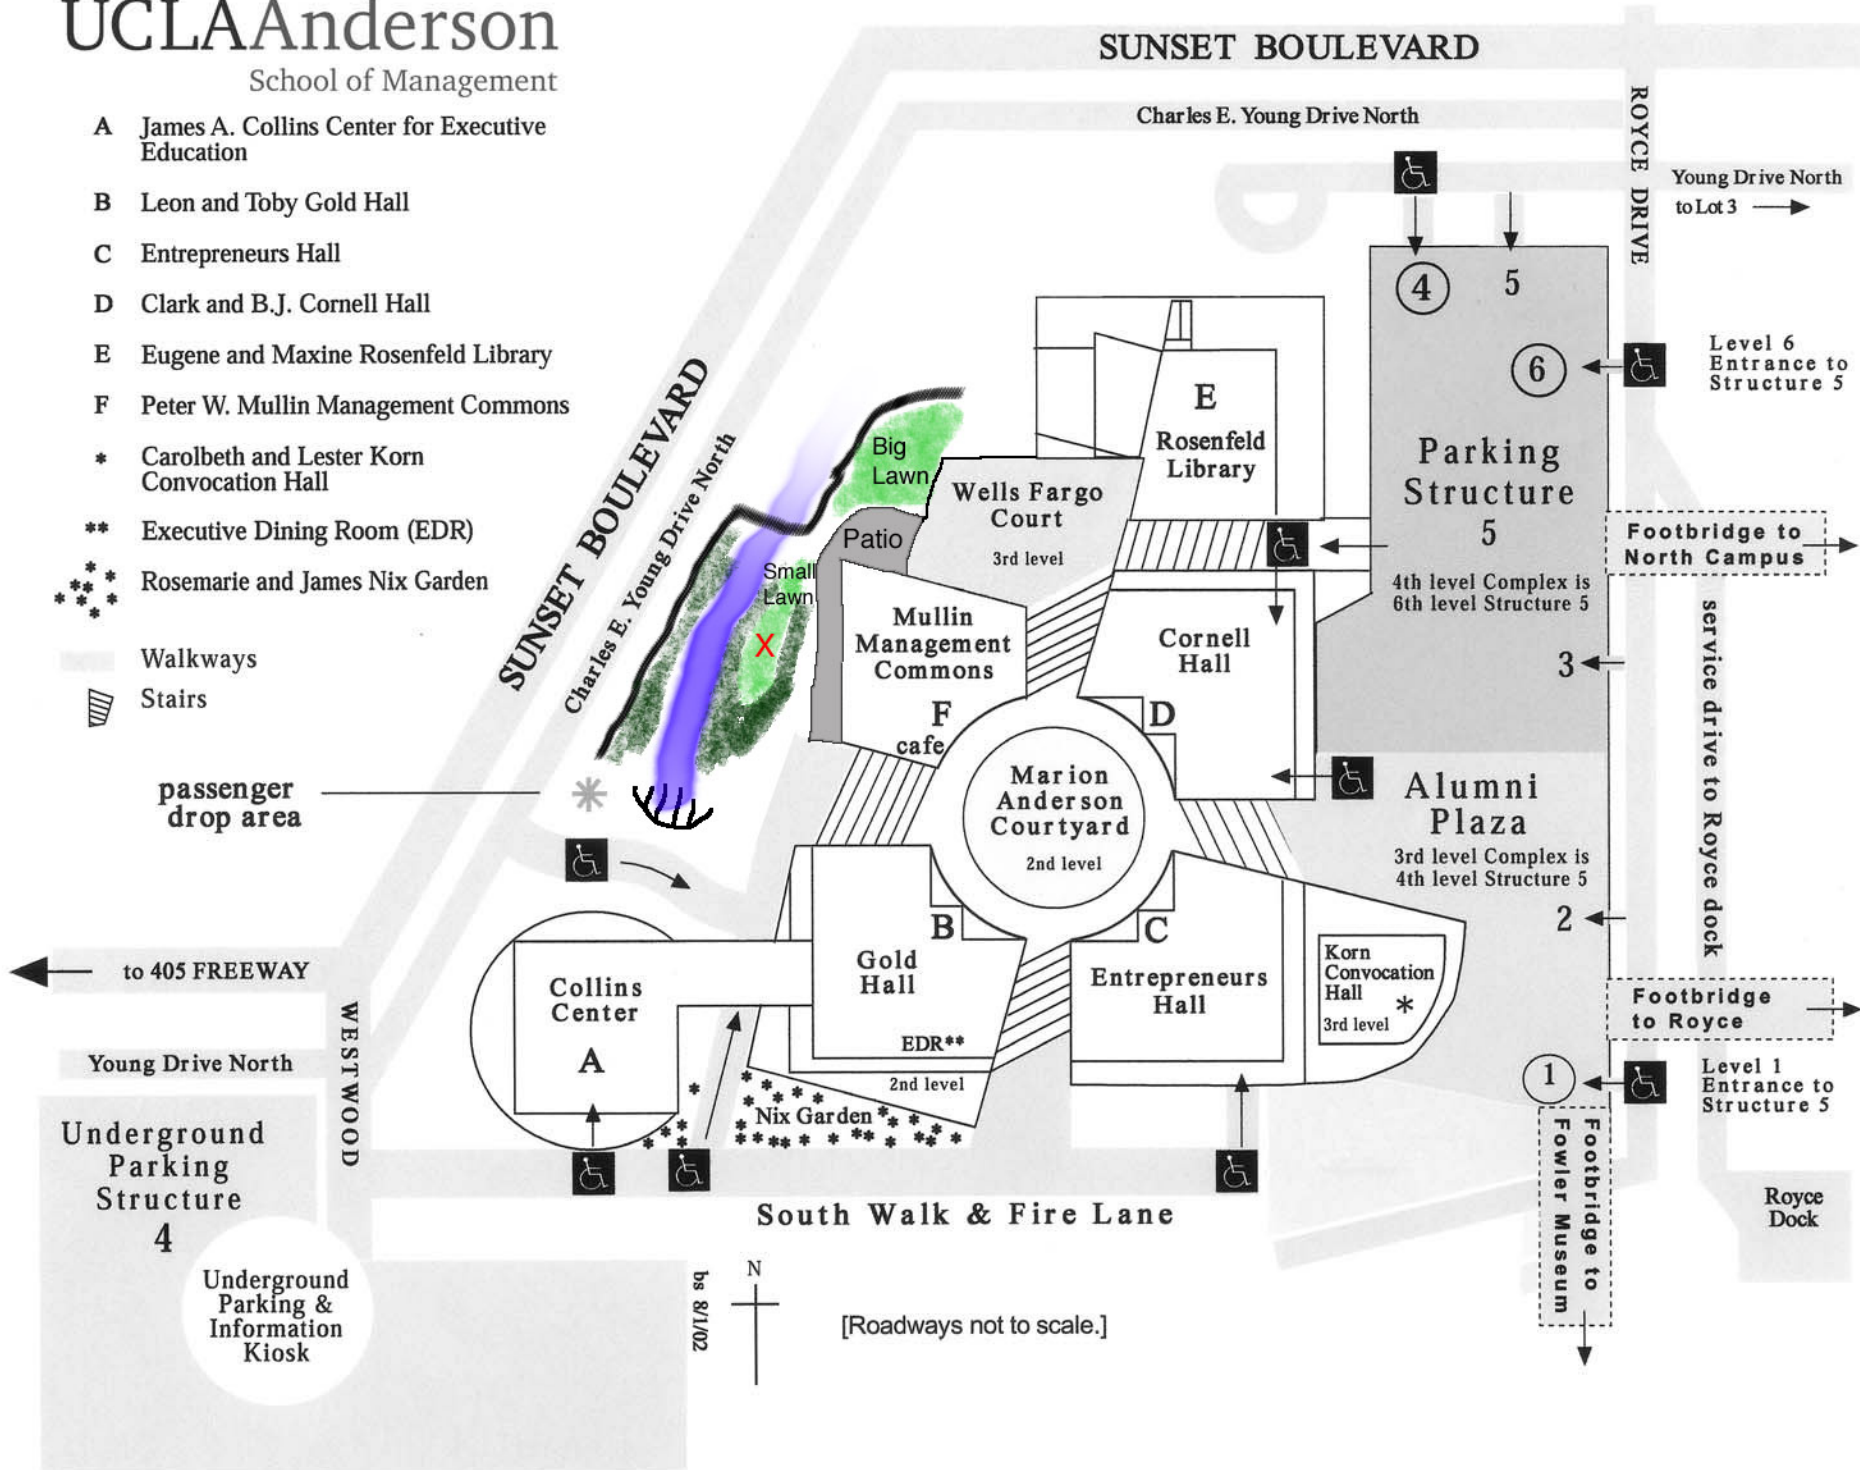 UCLAAnderson
School of Management
A James A. Collins Center for Executive
Education
B Leon and Toby Gold Hall
C Entrepreneurs Hall
D Clark and B.J. Cornell Hall
E Eugene and Maxine Rosenfeld Library
F Peter W. Mullin Management Commons
* Carolbeth and Lester Korn
Convocation Hall
** Executive Dining Room (EDR)
Rosemarie and James Nix Garden
Walkways
Stairs
passenger
drop area
SUNSET BOULEVARD
Charles E. Young Drive North
ROYCE DRIVE
Young Drive North
to Lot 3
SUNSET BOULEVARD
Charles E. Young Drive North
4
5
6
Level 6
Entrance to
Structure 5
Parking
Structure
5
4th level Complex is
6th level Structure 5
3
Footbridge to
North Campus
service drive to Royce dock
E
Rosenfeld
Library
Big
Lawn
Wells Fargo
Court
3rd level
Patio
Small
Lawn
X
Mullin
Management
Commons
F
cafe
Cornell
Hall
D
Marion
Anderson
Courtyard
2nd level
Alumni
Plaza
3rd level Complex is
4th level Structure 5
2
B
Gold
Hall
EDR**
2nd level
C
Entrepreneurs
Hall
Korn
Convocation
Hall *
3rd level
Footbridge
to Royce
1
Level 1
Entrance to
Structure 5
Footbridge to
Fowler Museum
Royce
Dock
to 405 FREEWAY
WESTWOOD
Young Drive North
Collins
Center
A
Nix Garden
South Walk & Fire Lane
Underground
Parking
Structure
4
Underground
Parking &
Information
Kiosk
bs 8/1/02
N
[Roadways not to scale.]